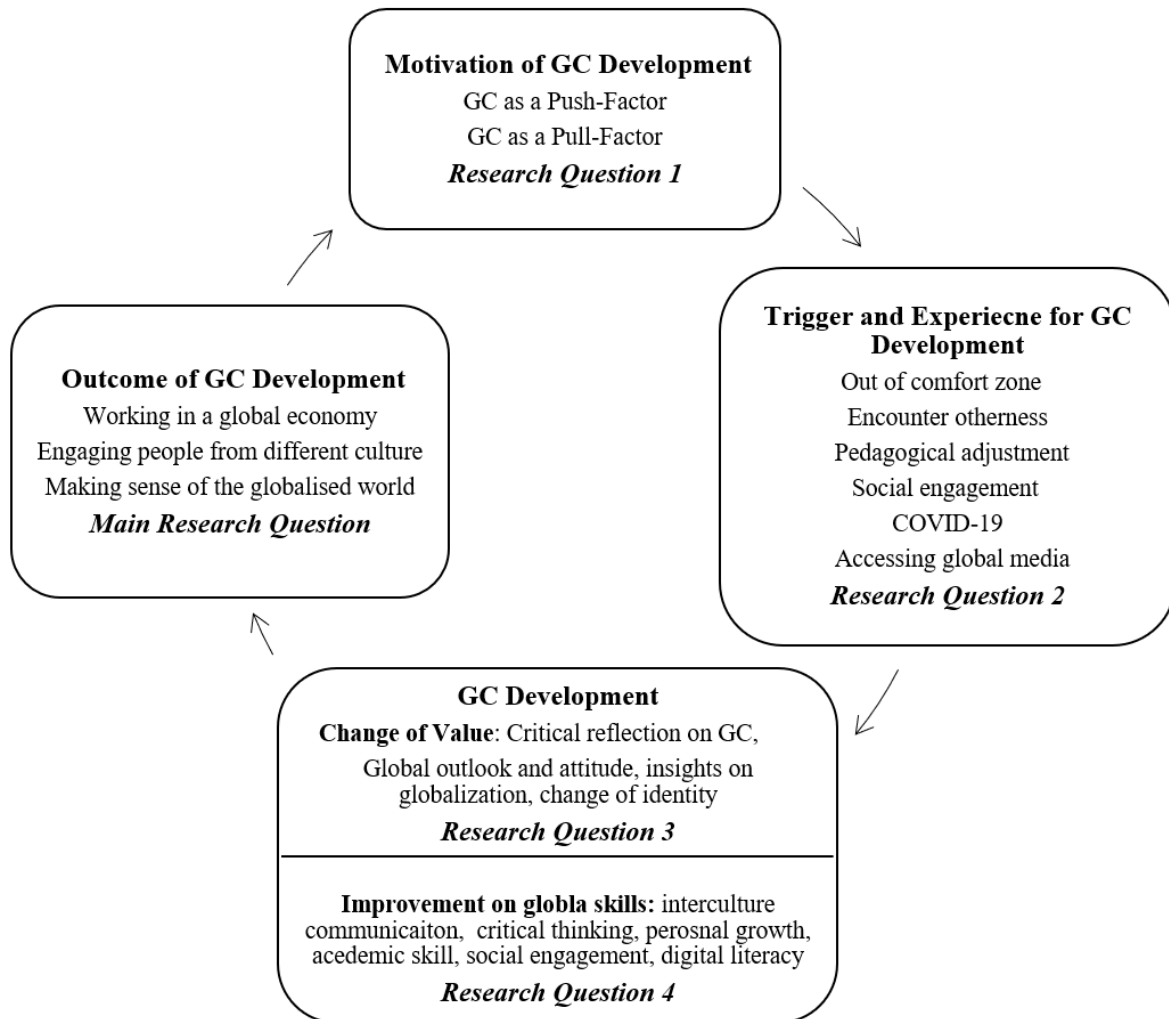 Motivation of GC Development
GC as a Push-Factor
GC as a Pull-Factor
Research Question 1
Trigger and Experiecne for GC
Development
Out of comfort zone
Encounter otherness
Pedagogical adjustment
Social engagement
COVID-19
Accessing global media
Research Question 2
GC Development
Change of Value: Critical reflection on GC,
Global outlook and attitude, insights on
globalization, change of identity
Research Question 3
Improvement on globla skills: interculture
communicaiton, critical thinking, perosnal growth,
acedemic skill, social engagement, digital literacy
Research Question 4
Outcome of GC Development
Working in a global economy
Engaging people from different culture
Making sense of the globalised world
Main Research Question